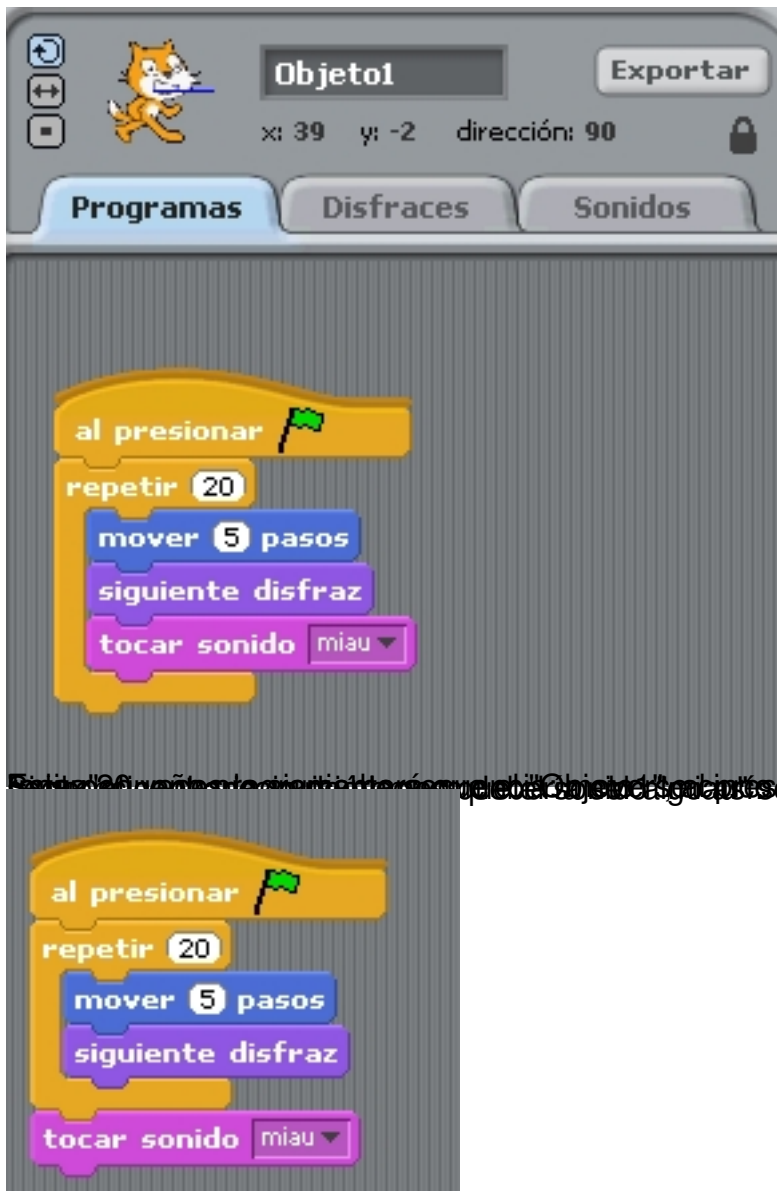 Objeto1 Exportar
x: 39 y: -2 dirección: 90
Programas Disfraces Sonidos
al presionar
repetir 20
mover 5 pasos
siguiente disfraz
tocar sonido miau
al presionar
repetir 20
mover 5 pasos
siguiente disfraz
tocar sonido miau